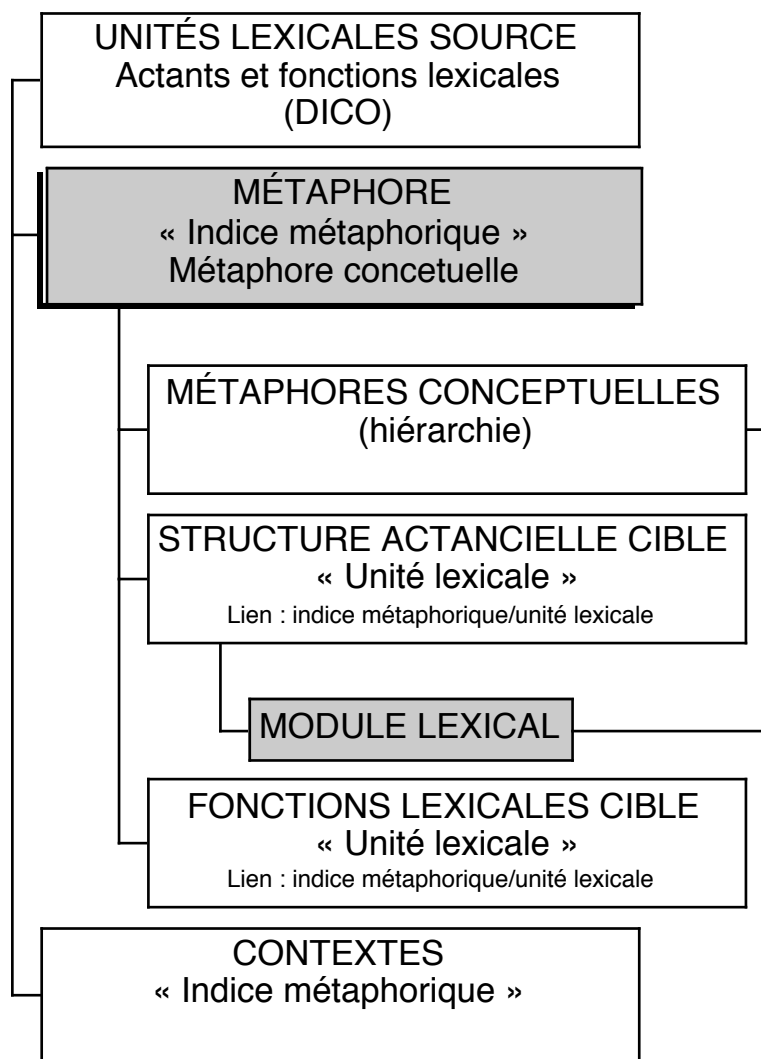 UNITÉS LEXICALES SOURCE
Actants et fonctions lexicales
(DICO)
MÉTAPHORE
« Indice métaphorique »
Métaphore concetuelle
MÉTAPHORES CONCEPTUELLES
(hiérarchie)
STRUCTURE ACTANCIELLE CIBLE
« Unité lexicale »
Lien : indice métaphorique/unité lexicale
MODULE LEXICAL
FONCTIONS LEXICALES CIBLE
« Unité lexicale »
Lien : indice métaphorique/unité lexicale
CONTEXTES
« Indice métaphorique »